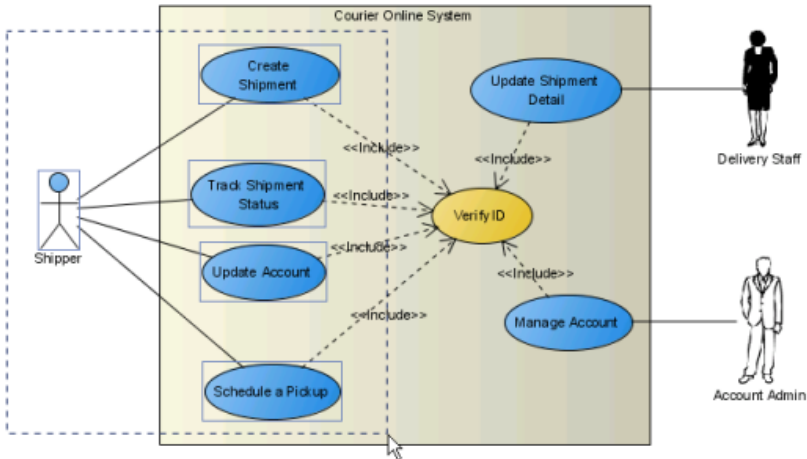 Courier Online System
Create
Shipment
Update Shipment
Detail
<<Include>>
<<Include>>
Delivery Staff
Track Shipment
Status
<<Include>>
Verify ID
Shipper
Update Account
<<Include>>
<<Include>>
<<Include>>
Manage Account
Schedule a Pickup
Account Admin